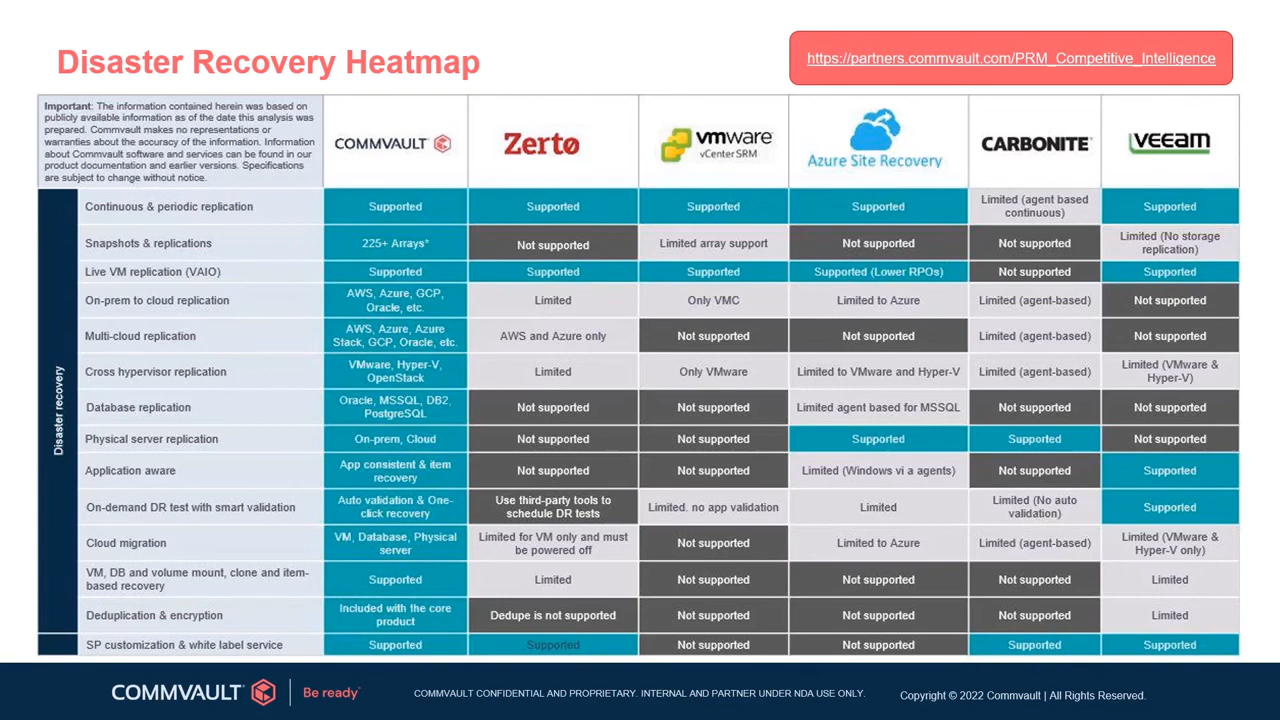 Disaster Recovery Heatmap
https://partners.commvault.com/PRM_Competitive_Intelligence
Important: The information contained herein was based on
publicly available information as of the date this analysis was
prepared. Commvault makes no representations or
warranties about the accuracy of the information. Information
about Commvault software and services can be found in our
product documentation and earlier versions. Specifications
are subject to change without notice.
COMMVAULT
Zerto
vmware
vCenter SRM
Azure Site Recovery
CARBONITE
VEEAM
Disaster recovery
Continuous & periodic replication
Supported
Supported
Supported
Supported
Limited (agent based
continuous)
Supported
Snapshots & replications
225+ Arrays*
Not supported
Limited array support
Not supported
Not supported
Limited (No storage
replication)
Live VM replication (VAIO)
Supported
Supported
Supported
Supported (Lower RPOs)
Not supported
Supported
On-prem to cloud replication
AWS, Azure, GCP,
Oracle, etc.
Limited
Only VMC
Limited to Azure
Limited (agent-based)
Not supported
Multi-cloud replication
AWS, Azure, Azure
Stack, GCP, Oracle, etc.
AWS and Azure only
Not supported
Not supported
Limited (agent-based)
Not supported
Cross hypervisor replication
VMware, Hyper-V,
OpenStack
Limited
Only VMware
Limited to VMware and Hyper-V
Limited (agent-based)
Limited (VMware &
Hyper-V)
Database replication
Oracle, MSSQL, DB2,
PostgreSQL
Not supported
Not supported
Limited agent based for MSSQL
Not supported
Not supported
Physical server replication
On-prem, Cloud
Not supported
Not supported
Supported
Supported
Not supported
Application aware
App consistent & item
recovery
Not supported
Not supported
Limited (Windows vi a agents)
Not supported
Supported
On-demand DR test with smart validation
Auto validation & One-
click recovery
Use third-party tools to
schedule DR tests
Limited. no app validation
Limited
Limited (No auto
validation)
Supported
Cloud migration
VM, Database, Physical
server
Limited for VM only and must
be powered off
Not supported
Limited to Azure
Limited (agent-based)
Limited (VMware &
Hyper-V only)
VM, DB and volume mount, clone and item-
based recovery
Supported
Limited
Not supported
Not supported
Not supported
Limited
Deduplication & encryption
Included with the core
product
Dedupe is not supported
Not supported
Not supported
Not supported
Limited
SP customization & white label service
Supported
Supported
Not supported
Not supported
Supported
Supported
COMMVAULT
Be ready
COMMVAULT CONFIDENTIAL AND PROPRIETARY. INTERNAL AND PARTNER UNDER NDA USE ONLY.
Copyright © 2022 Commvault | All Rights Reserved.